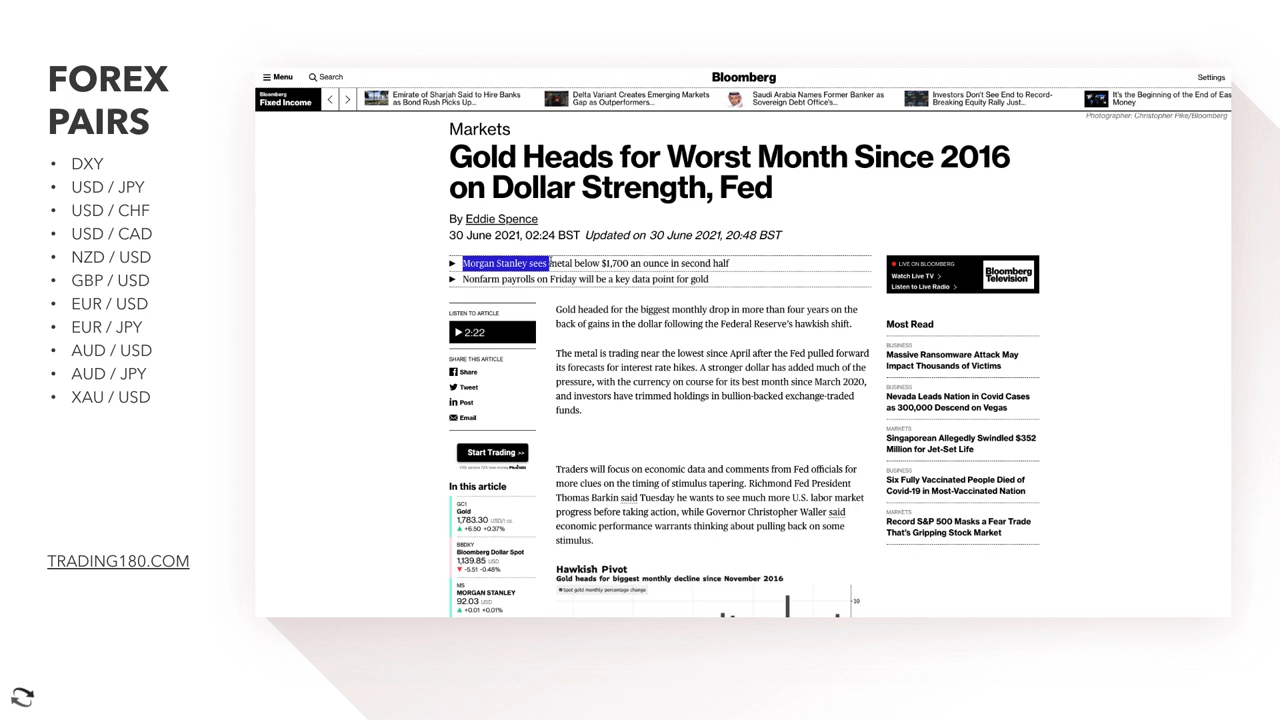 FOREX
PAIRS
• DXY
• USD / JPY
• USD / CHF
• USD / CAD
• NZD / USD
• GBP / USD
• EUR / USD
• EUR / JPY
• AUD / USD
• AUD / JPY
• XAU / USD
TRADING180.COM
Menu
Search
Bloomberg
Settings
Bloomberg
Fixed Income
Emirate of Sharjah Said to Hire Banks
as Bond Rush Picks Up...
Delta Variant Creates Emerging Markets
Gap as Outperformers...
Saudi Arabia Names Former Banker as
Sovereign Debt Office's...
Investors Don't See End to Record-
Breaking Equity Rally Just...
It's the Beginning of the End of Eas
Money
Photographer: Christopher Pike/Bloomberg
Markets
Gold Heads for Worst Month Since 2016
on Dollar Strength, Fed
By Eddie Spence
30 June 2021, 02:24 BST Updated on 30 June 2021, 20:48 BST
Morgan Stanley sees metal below $1,700 an ounce in second half
Nonfarm payrolls on Friday will be a key data point for gold
LISTEN TO ARTICLE
2:22
SHARE THIS ARTICLE
Share
Tweet
Post
Email
Start Trading >>
In this article
GC1
Gold
1,783.30 USD/t oz.
▲ +6.50 +0.37%
BBDXY
Bloomberg Dollar Spot
1,139.85 USD
▼ -5.51 -0.48%
MS
MORGAN STANLEY
92.03 USD
▲ +0.01 +0.01%
Gold headed for the biggest monthly drop in more than four years on the
back of gains in the dollar following the Federal Reserve's hawkish shift.
The metal is trading near the lowest since April after the Fed pulled forward
its forecasts for interest rate hikes. A stronger dollar has added much of the
pressure, with the currency on course for its best month since March 2020,
and investors have trimmed holdings in bullion-backed exchange-traded
funds.
Traders will focus on economic data and comments from Fed officials for
more clues on the timing of stimulus tapering. Richmond Fed President
Thomas Barkin said Tuesday he wants to see much more U.S. labor market
progress before taking action, while Governor Christopher Waller said
economic performance warrants thinking about pulling back on some
stimulus.
Hawkish Pivot
Gold heads for biggest monthly decline since November 2016
Spot gold monthly percentage change
10
LIVE ON BLOOMBERG
Watch Live TV >
Listen to Live Radio >
Bloomberg
Television
Most Read
BUSINESS
Massive Ransomware Attack May
Impact Thousands of Victims
BUSINESS
Nevada Leads Nation in Covid Cases
as 300,000 Descend on Vegas
MARKETS
Singaporean Allegedly Swindled $352
Million for Jet-Set Life
BUSINESS
Six Fully Vaccinated People Died of
Covid-19 in Most-Vaccinated Nation
MARKETS
Record S&P 500 Masks a Fear Trade
That's Gripping Stock Market